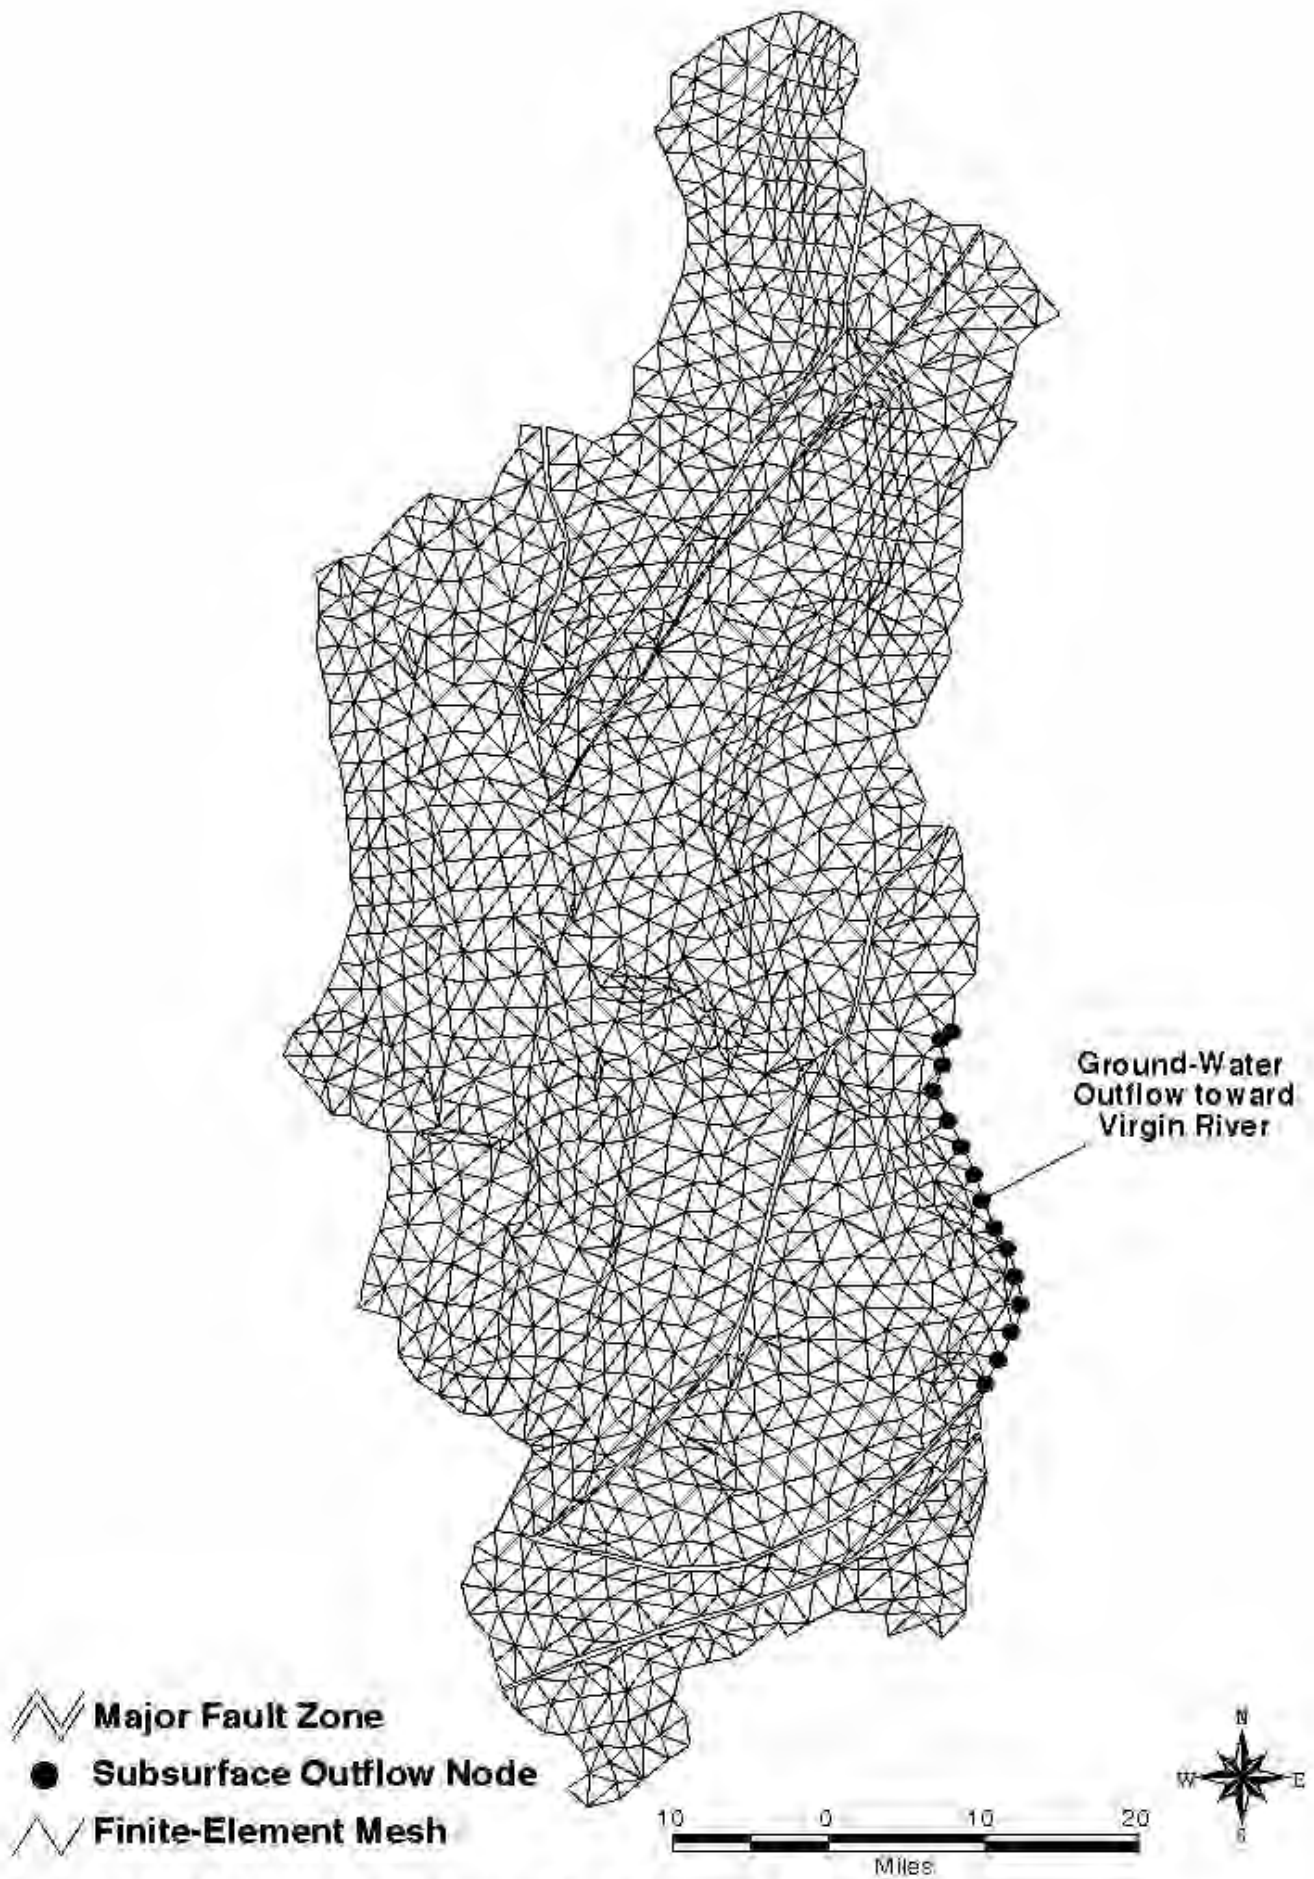 Ground-Water
Outflow toward
Virgin River
Major Fault Zone
Subsurface Outflow Node
Finite-Element Mesh
N
W E
S
10 0 10 20
Miles